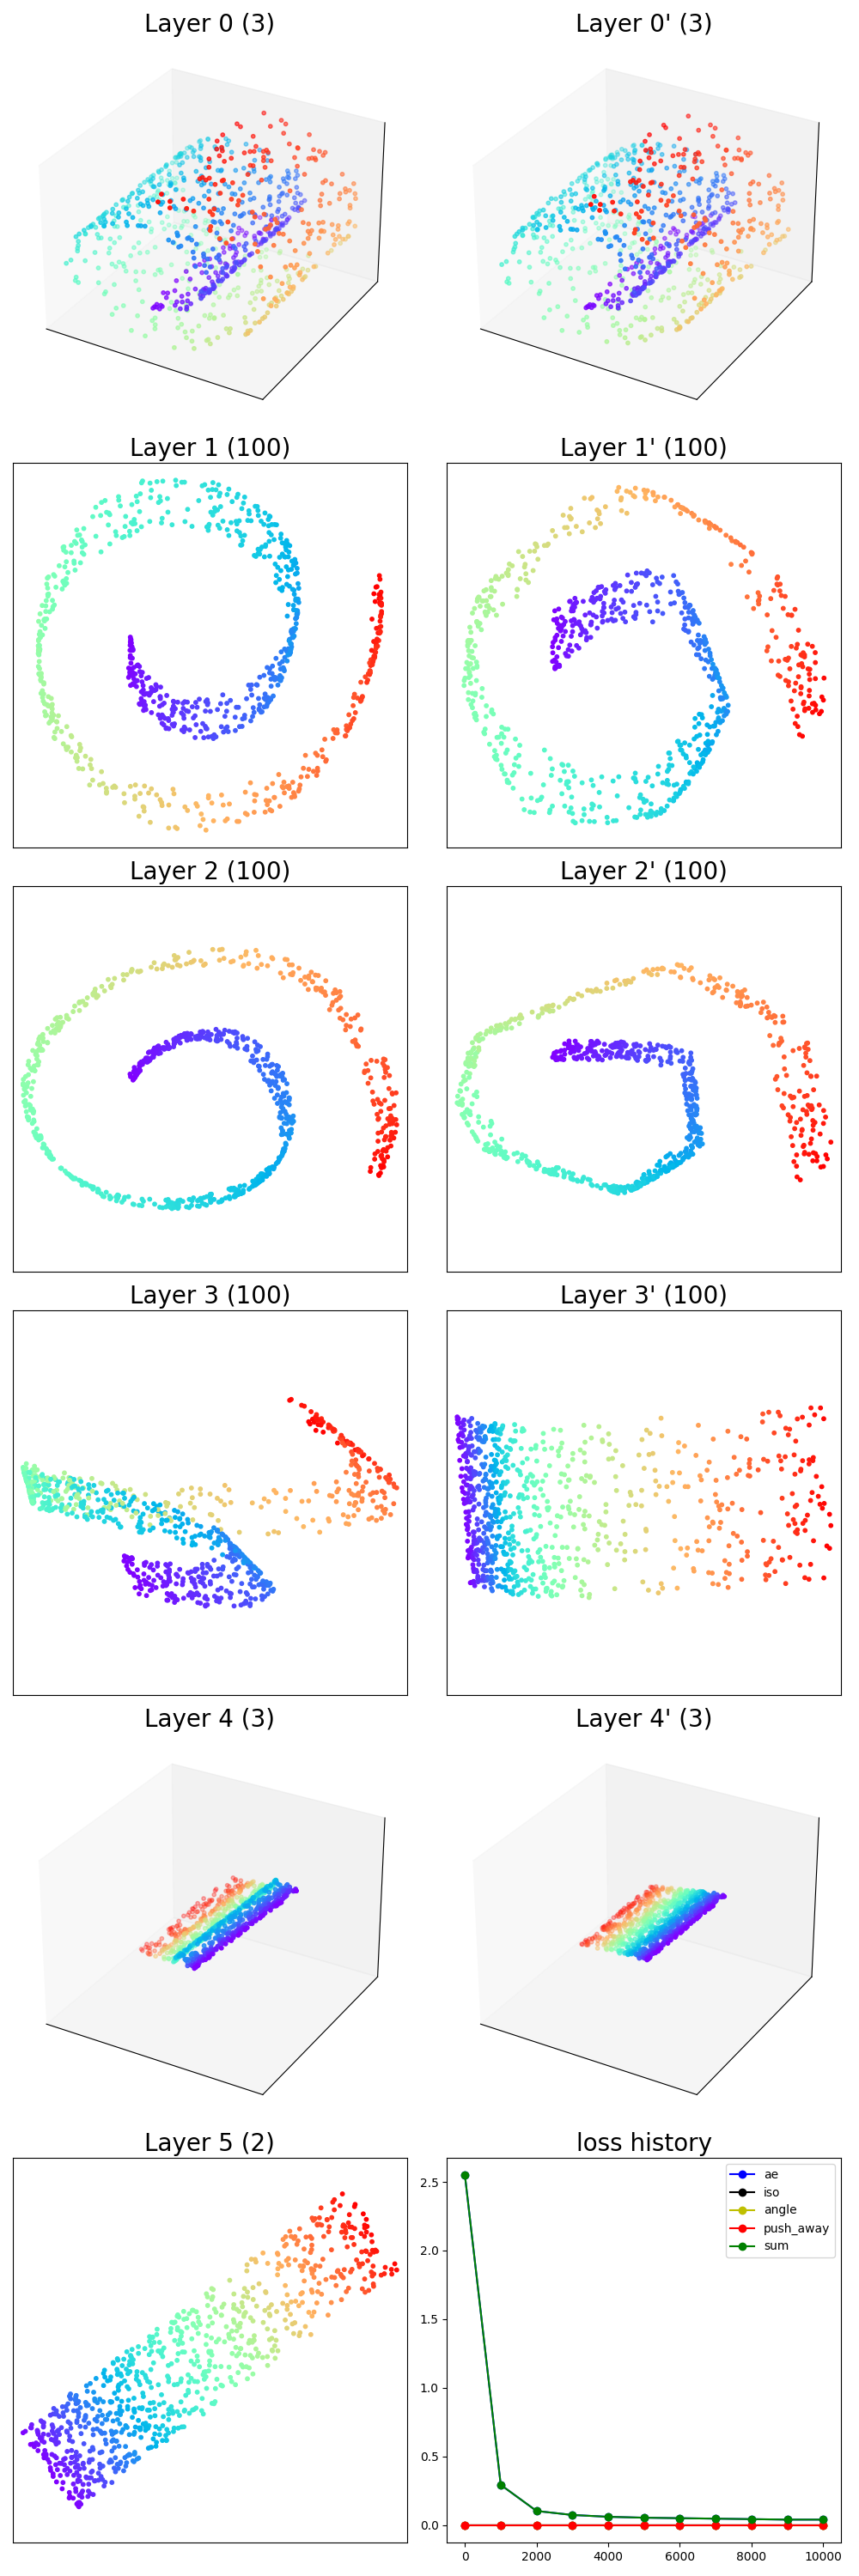 Layer 0 (3)
Layer 0' (3)
Layer 1 (100)
Layer 1' (100)
Layer 2 (100)
Layer 2' (100)
Layer 3 (100)
Layer 3' (100)
Layer 4 (3)
Layer 4' (3)
Layer 5 (2)
loss history
ae
iso
angle
push_away
sum
2.5
2.0
1.5
1.0
0.5
0.0
0 2000 4000 6000 8000 10000